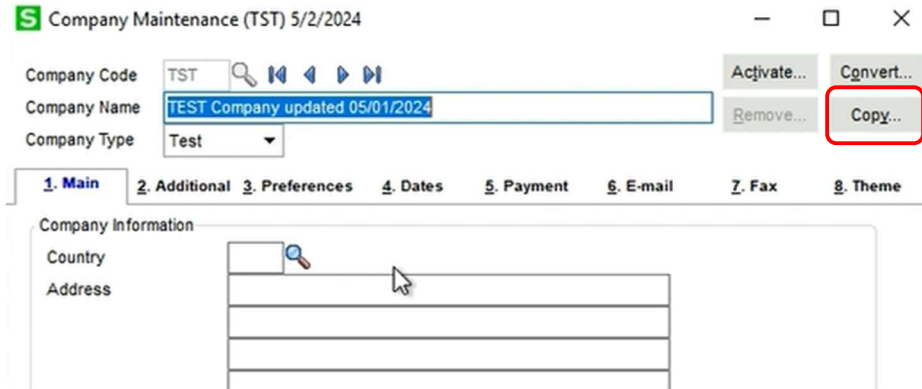 S Company Maintenance (TST) 5/2/2024
Company Code TST Activate... Convert...
Company Name TEST Company updated 05/01/2024 Remove... Copy...
Company Type Test
1. Main 2. Additional 3. Preferences 4. Dates 5. Payment 6. E-mail 7. Fax 8. Theme
Company Information
Country
Address